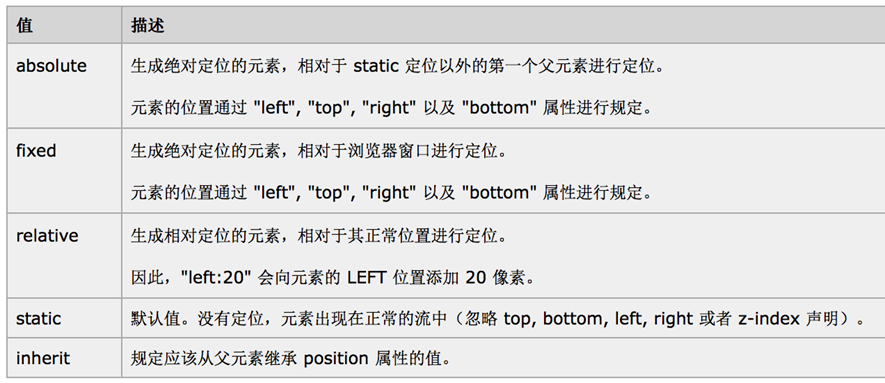 值 描述
absolute 生成绝对定位的元素，相对于 static 定位以外的第一个父元素进行定位。
元素的位置通过 "left", "top", "right" 以及 "bottom" 属性进行规定。
fixed 生成绝对定位的元素，相对于浏览器窗口进行定位。
元素的位置通过 "left", "top", "right" 以及 "bottom" 属性进行规定。
relative 生成相对定位的元素，相对于其正常位置进行定位。
因此，"left:20" 会向元素的 LEFT 位置添加 20 像素。
static 默认值。没有定位，元素出现在正常的流中（忽略 top, bottom, left, right 或者 z-index 声明）。
inherit 规定应该从父元素继承 position 属性的值。